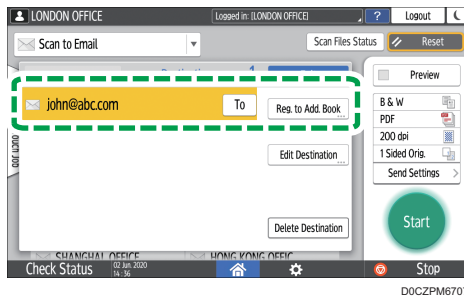 LONDON OFFICE
Logged in: [LONDON OFFICE]
?
Logout
Scan to Email
Scan Files Status
Reset
1
Preview
john@abc.com
To
Reg. to Add. Book
...
B & W
PDF
200 dpi
1 Sided Orig.
Edit Destination
...
Send Settings
Start
Delete Destination
SHANGHAI OFFICE
HONG KONG OFFIC
Check Status
02 Jun. 2020
14 : 36
Stop
D0CZPM6707